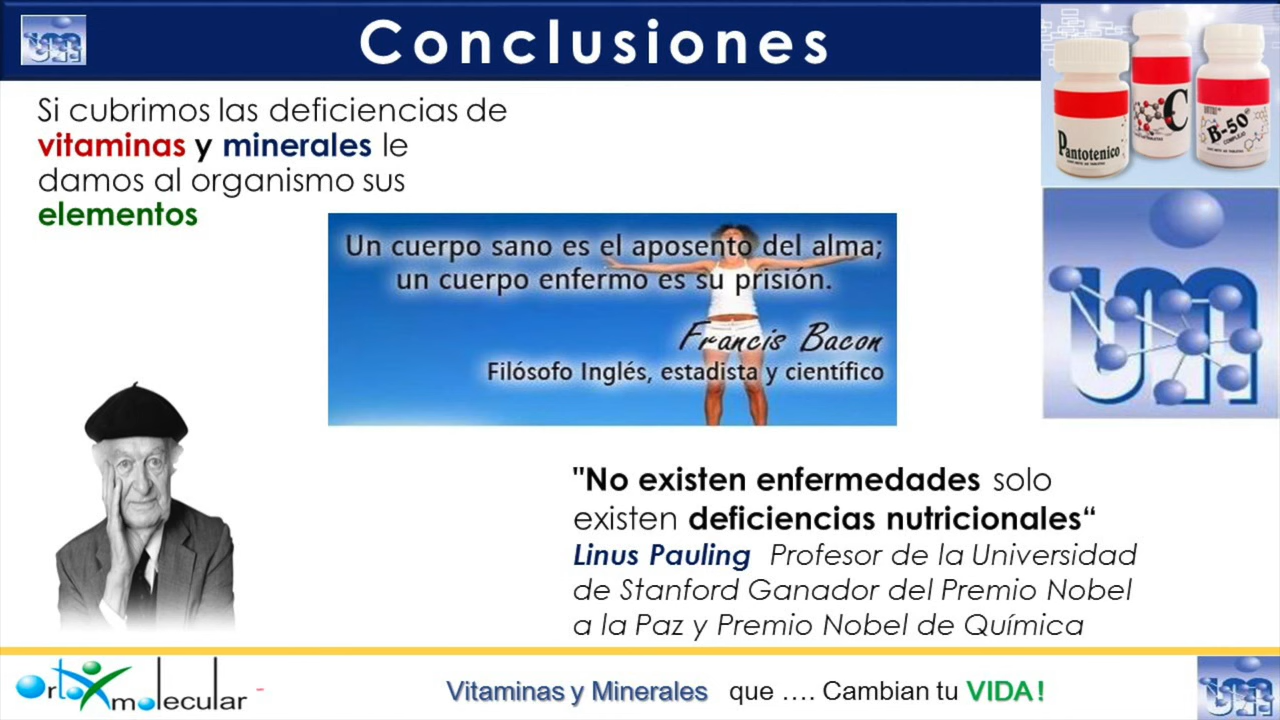 Conclusiones
Si cubrimos las deficiencias de
vitaminas y minerales le
damos al organismo sus
elementos
Pantotenico
C
B-50
COMPLEJO
Un cuerpo sano es el aposento del alma;
un cuerpo enfermo es su prisión.
Francis Bacon
Filósofo Inglés, estadista y científico
"No existen enfermedades solo
existen deficiencias nutricionales“
Linus Pauling Profesor de la Universidad
de Stanford Ganador del Premio Nobel
a la Paz y Premio Nobel de Química
Ortomolecular
Vitaminas y Minerales que .... Cambian tu VIDA !